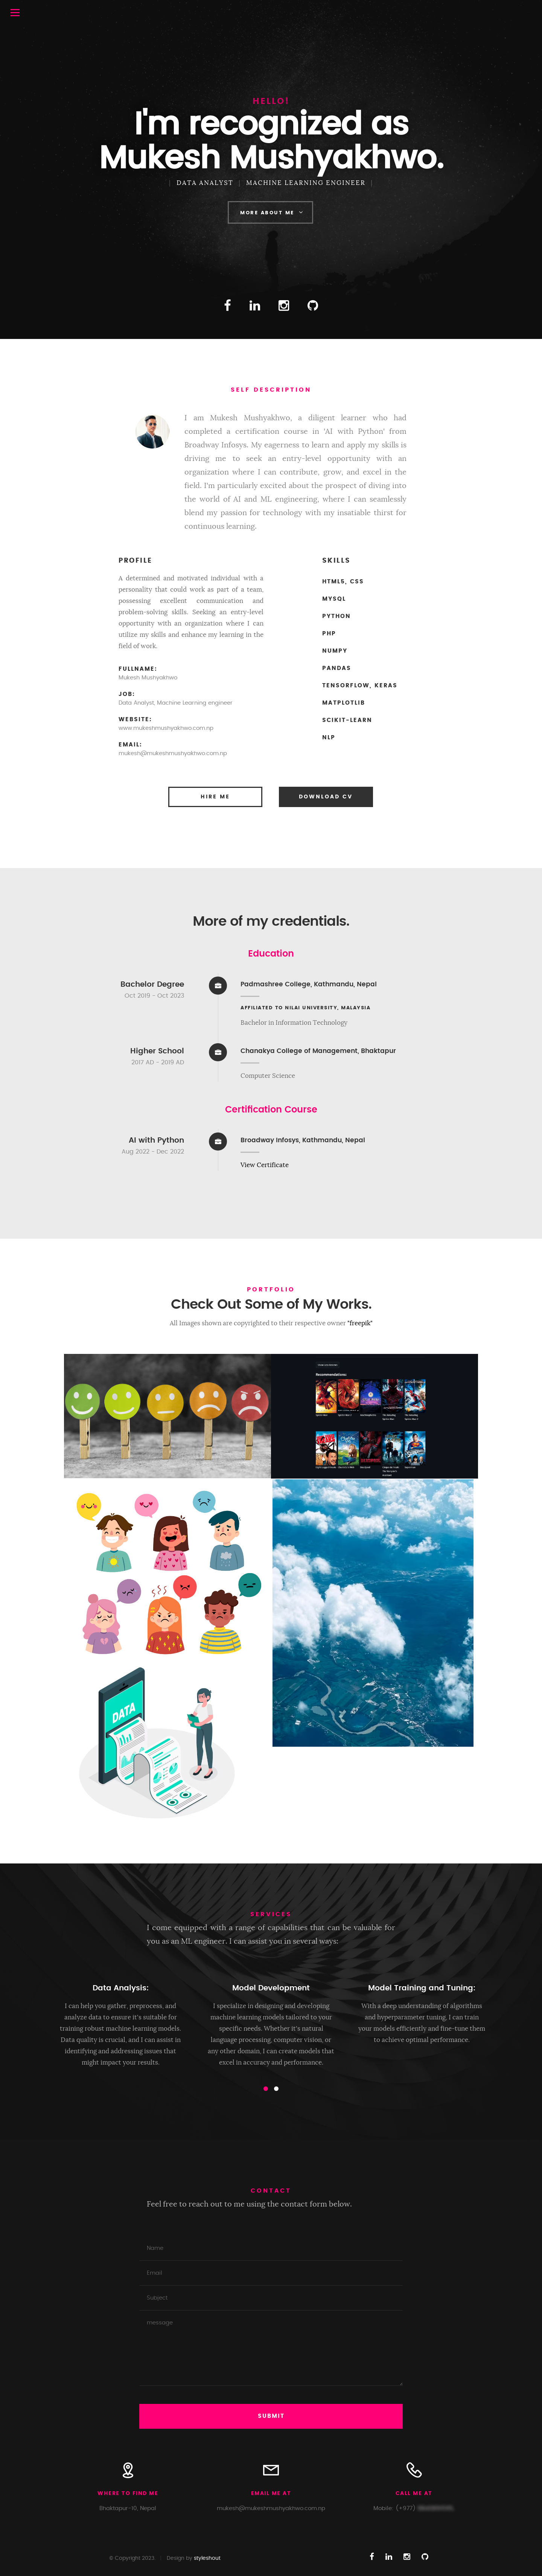 HELLO!
I'm recognized as
Mukesh Mushyakhwo.
DATA ANALYST | MACHINE LEARNING ENGINEER |
MORE ABOUT ME
SELF DESCRIPTION
I am Mukesh Mushyakhwo, a diligent learner who had
completed a certification course in 'AI with Python' from
Broadway Infosys. My eagerness to learn and apply my skills is
driving me to seek an entry-level opportunity with an
organization where I can contribute, grow, and excel in the
field. I'm particularly excited about the prospect of diving into
the world of AI and ML engineering, where I can seamlessly
blend my passion for technology with my insatiable thirst for
continuous learning.
PROFILE
A determined and motivated individual with a
personality that could work as part of a team,
possessing excellent communication and
problem-solving skills. Seeking an entry-level
opportunity with an organization where I can
utilize my skills and enhance my learning in the
field of work.
FULLNAME:
Mukesh Mushyakhwo
JOB:
Data Analyst, Machine Learning engineer
WEBSITE:
www.mukeshmushyakhwo.com.np
EMAIL:
mukesh@mukeshmushyakhwo.com.np
SKILLS
HTML5, CSS
MYSQL
PYTHON
PHP
NUMPY
PANDAS
TENSORFLOW, KERAS
MATPLOTLIB
SCIKIT-LEARN
NLP
HIRE ME
DOWNLOAD CV
More of my credentials.
Education
Bachelor Degree
Oct 2019 - Oct 2023
Padmashree College, Kathmandu, Nepal
AFFILIATED TO NILAI UNIVERSITY, MALAYSIA
Bachelor in Information Technology
Higher School
2017 AD - 2019 AD
Chanakya College of Management, Bhaktapur
Computer Science
Certification Course
AI with Python
Aug 2022 - Dec 2022
Broadway Infosys, Kathmandu, Nepal
View Certificate
PORTFOLIO
Check Out Some of My Works.
All Images shown are copyrighted to their respective owner "freepik"
Recommendations:
DATA
SERVICES
I come equipped with a range of capabilities that can be valuable for
you as an ML engineer. I can assist you in several ways:
Data Analysis:
I can help you gather, preprocess, and
analyze data to ensure it's suitable for
training robust machine learning models.
Data quality is crucial, and I can assist in
identifying and addressing issues that
might impact your results.
Model Development
I specialize in designing and developing
machine learning models tailored to your
specific needs. Whether it's natural
language processing, computer vision, or
any other domain, I can create models that
excel in accuracy and performance.
Model Training and Tuning:
With a deep understanding of algorithms
and hyperparameter tuning, I can train
your models efficiently and fine-tune them
to achieve optimal performance.
CONTACT
Feel free to reach out to me using the contact form below.
Name
Email
Subject
message
SUBMIT
WHERE TO FIND ME
Bhaktapur-10, Nepal
EMAIL ME AT
mukesh@mukeshmushyakhwo.com.np
CALL ME AT
Mobile: (+977)
© Copyright 2023. | Design by styleshout